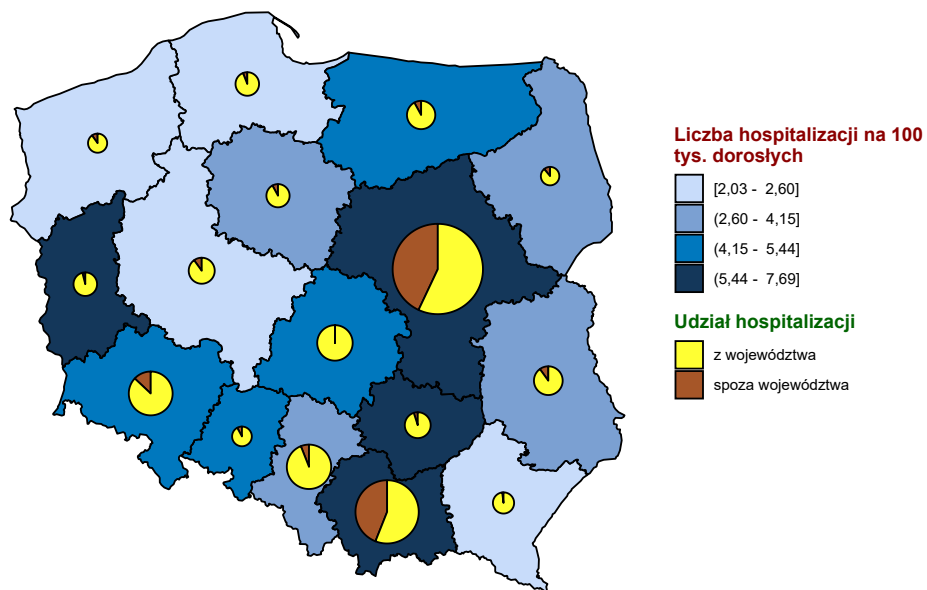 Liczba hospitalizacji na 100
tys. dorosłych
[2,03 - 2,60]
(2,60 - 4,15]
(4,15 - 5,44]
(5,44 - 7,69]
Udział hospitalizacji
z województwa
spoza województwa